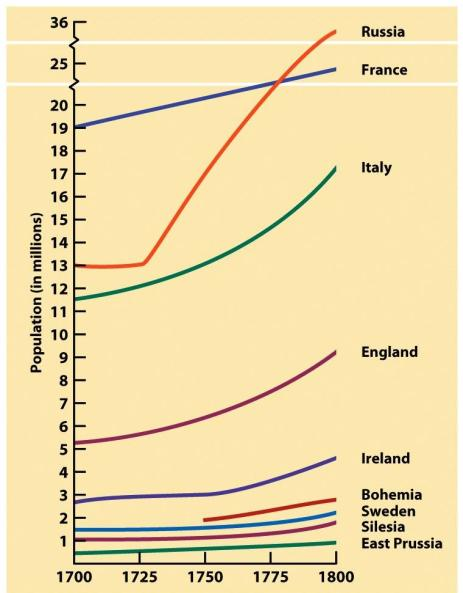 36
Russia
25
France
20
19
18
17
Italy
16
15
14
13
12
11
10
9
England
8
7
6
5
4
Ireland
3
Bohemia
2
Sweden
Silesia
1
East Prussia
Population (in millions)
1700 1725 1750 1775 1800